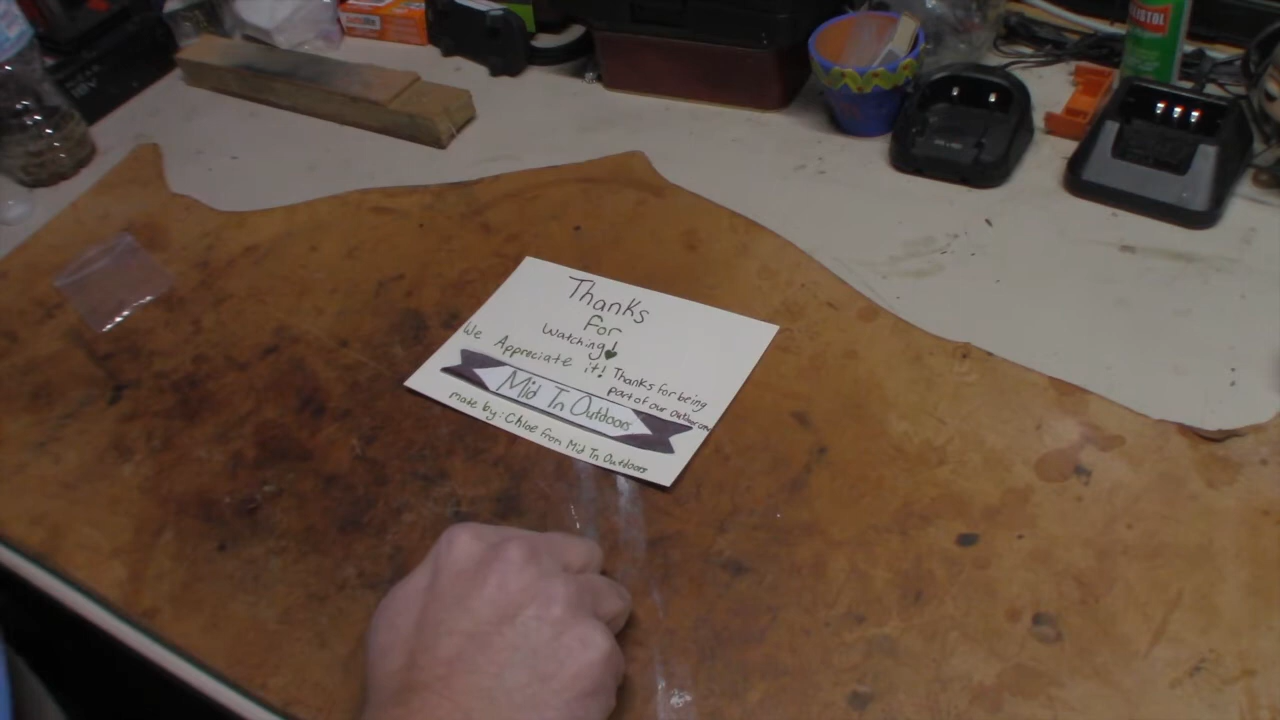 Thanks
For
Watching!
We Appreciate it!
Thanks for being
part of our
Mid Tn Outdoors
made by: Chloe from Mid Tn Outdoors